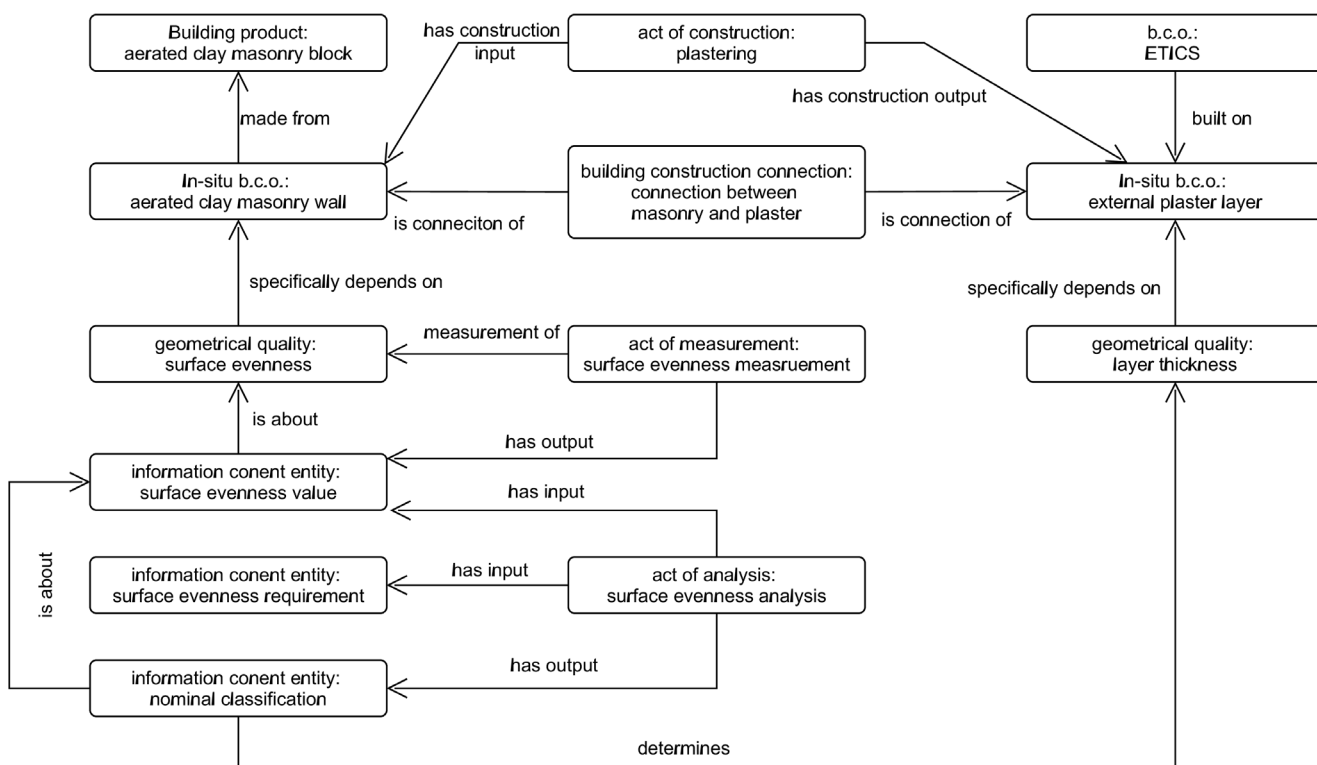 Building product:
aerated clay masonry block
has construction
input
act of construction:
plastering
b.c.o.:
ETICS
has construction output
made from
built on
In-situ b.c.o.:
aerated clay masonry wall
building construction connection:
connection between
masonry and plaster
In-situ b.c.o.:
external plaster layer
is conneciton of
is connection of
specifically depends on
specifically depends on
geometrical quality:
surface evenness
measurement of
act of measurement:
surface evenness measruement
geometrical quality:
layer thickness
is about
has output
information conent entity:
surface evenness value
has input
is about
information conent entity:
surface evenness requirement
has input
act of analysis:
surface evenness analysis
has output
information conent entity:
nominal classification
determines